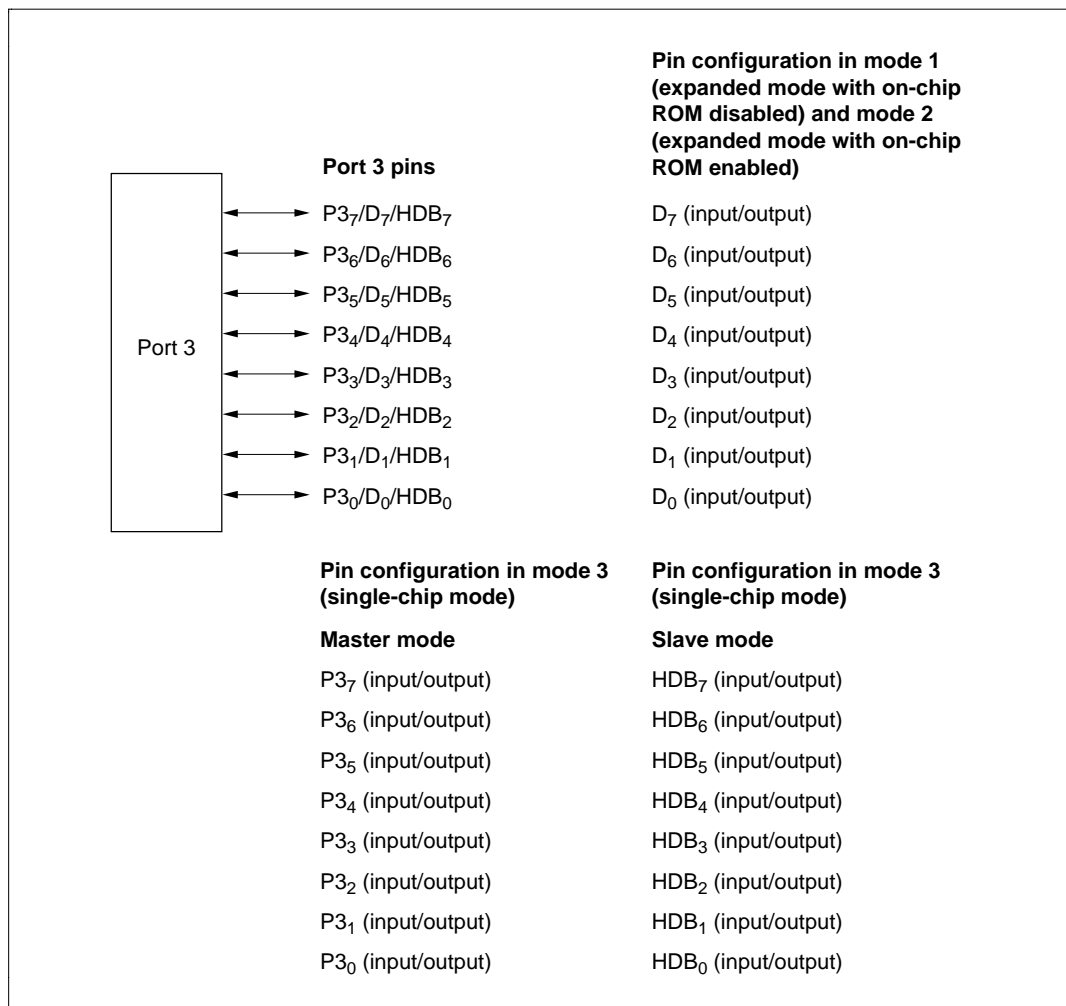 Pin configuration in mode 1
(expanded mode with on-chip
ROM disabled) and mode 2
(expanded mode with on-chip
ROM enabled)
Port 3 pins
Port 3
P3₇/D₇/HDB₇ D₇ (input/output)
P3₆/D₆/HDB₆ D₆ (input/output)
P3₅/D₅/HDB₅ D₅ (input/output)
P3₄/D₄/HDB₄ D₄ (input/output)
P3₃/D₃/HDB₃ D₃ (input/output)
P3₂/D₂/HDB₂ D₂ (input/output)
P3₁/D₁/HDB₁ D₁ (input/output)
P3₀/D₀/HDB₀ D₀ (input/output)
Pin configuration in mode 3
(single-chip mode)
Master mode
P3₇ (input/output)
P3₆ (input/output)
P3₅ (input/output)
P3₄ (input/output)
P3₃ (input/output)
P3₂ (input/output)
P3₁ (input/output)
P3₀ (input/output)
Pin configuration in mode 3
(single-chip mode)
Slave mode
HDB₇ (input/output)
HDB₆ (input/output)
HDB₅ (input/output)
HDB₄ (input/output)
HDB₃ (input/output)
HDB₂ (input/output)
HDB₁ (input/output)
HDB₀ (input/output)